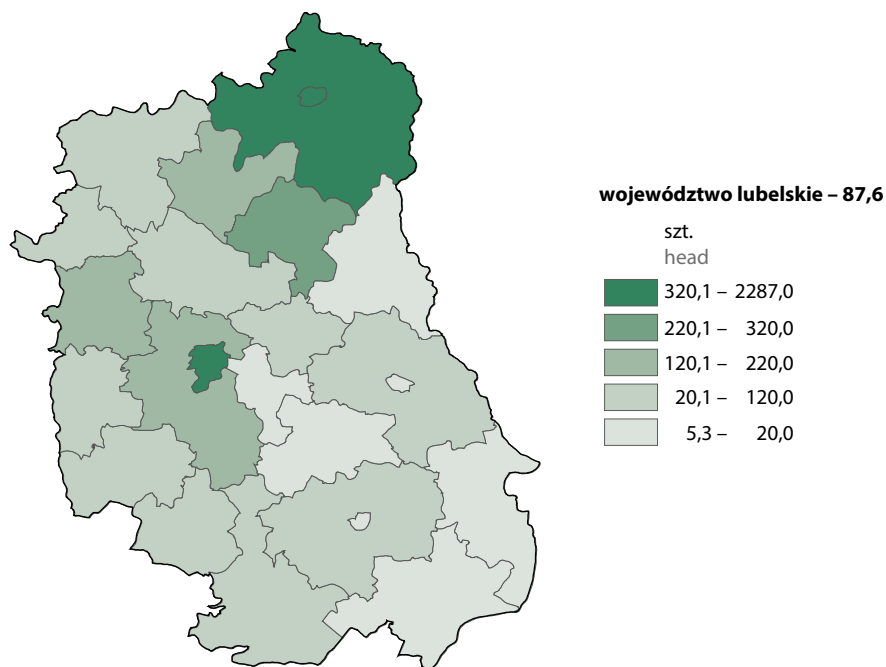 województwo lubelskie – 87,6
szt.
head
320,1 – 2287,0
220,1 – 320,0
120,1 – 220,0
20,1 – 120,0
5,3 – 20,0